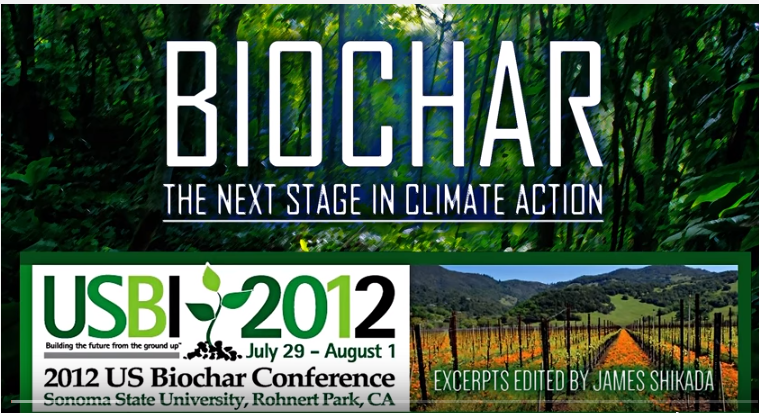 BIOCHAR
THE NEXT STAGE IN CLIMATE ACTION
USBI 2012
Building the future from the ground up™
July 29 – August 1
2012 US Biochar Conference
Sonoma State University, Rohnert Park, CA
EXCERPTS EDITED BY JAMES SHIKADA